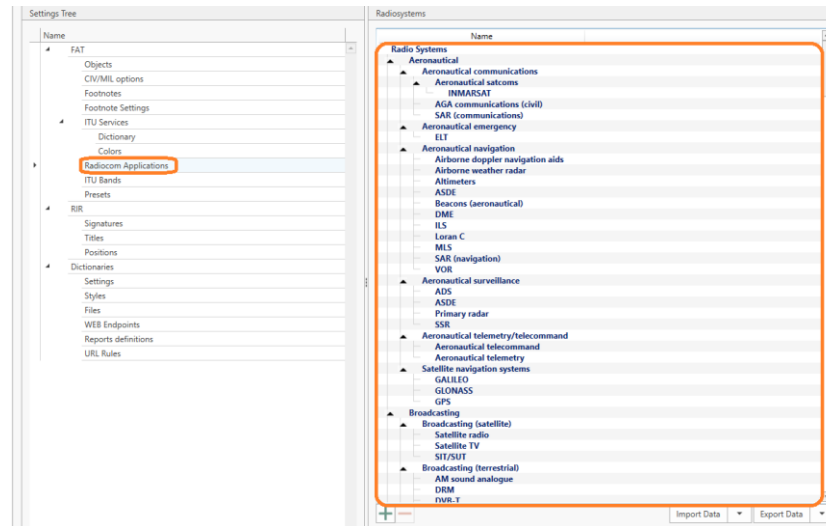 Settings Tree
Name
FAT
Objects
CIV/MIL options
Footnotes
Footnote Settings
ITU Services
Dictionary
Colors
Radiocom Applications
ITU Bands
Presets
RIR
Signatures
Titles
Positions
Dictionaries
Settings
Styles
Files
WEB Endpoints
Reports definitions
URL Rules
Radiosystems
Name
Radio Systems
Aeronautical
Aeronautical communications
Aeronautical satcoms
INMARSAT
AGA communications (civil)
SAR (communications)
Aeronautical emergency
ELT
Aeronautical navigation
Airborne doppler navigation aids
Airborne weather radar
Altimeters
ASDE
Beacons (aeronautical)
DME
ILS
Loran C
MLS
SAR (navigation)
VOR
Aeronautical surveillance
ADS
ASDE
Primary radar
SSR
Aeronautical telemetry/telecommand
Aeronautical telecommand
Aeronautical telemetry
Satellite navigation systems
GALILEO
GLONASS
GPS
Broadcasting
Broadcasting (satellite)
Satellite radio
Satellite TV
SIT/SUT
Broadcasting (terrestrial)
AM sound analogue
DRM
DVB-T
Import Data
Export Data